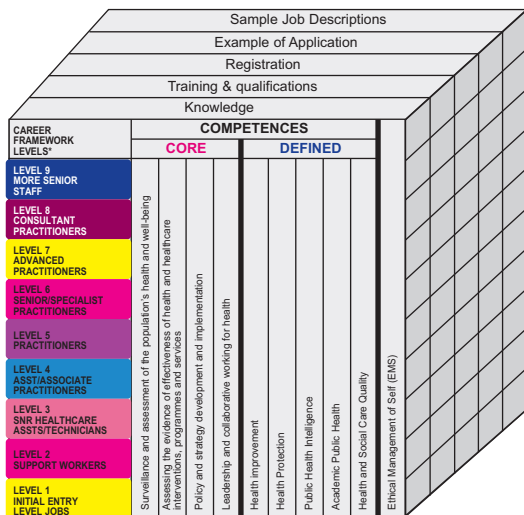 Sample Job Descriptions
Example of Application
Registration
Training & qualifications
Knowledge
CAREER
FRAMEWORK
LEVELS*
COMPETENCES
CORE
DEFINED
LEVEL 9
MORE SENIOR
STAFF
LEVEL 8
CONSULTANT
PRACTITIONERS
LEVEL 7
ADVANCED
PRACTITIONERS
LEVEL 6
SENIOR/SPECIALIST
PRACTITIONERS
LEVEL 5
PRACTITIONERS
LEVEL 4
ASST/ASSOCIATE
PRACTITIONERS
LEVEL 3
SNR HEALTHCARE
ASSTS/TECHNICIANS
LEVEL 2
SUPPORT WORKERS
LEVEL 1
INITIAL ENTRY
LEVEL JOBS
Surveillance and assessment of the population's health and well-being
Assessing the evidence of effectiveness of health and healthcare
interventions, programmes and services
Policy and strategy development and implementation
Leadership and collaborative working for health
Health improvement
Health Protection
Public Health Intelligence
Academic Public Health
Health and Social Care Quality
Ethical Management of Self (EMS)